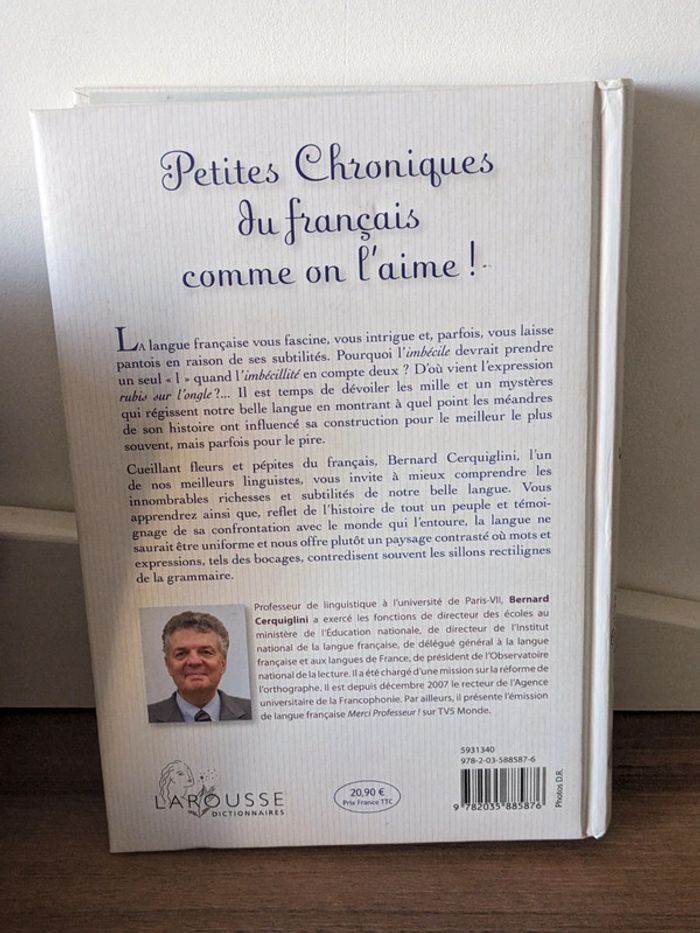 Petites Chroniques
du français
comme on l'aime !
LA langue française vous fascine, vous intrigue et, parfois, vous laisse
pantois en raison de ses subtilités. Pourquoi l'imbécile devrait prendre
un seul « l » quand l'imbécillité en compte deux ? D'où vient l'expression
rubis sur l'ongle ?... Il est temps de dévoiler les mille et un mystères
qui régissent notre belle langue en montrant à quel point les méandres
de son histoire ont influencé sa construction pour le meilleur le plus
souvent, mais parfois pour le pire.
Cueillant fleurs et pépites du français, Bernard Cerquiglini, l'un
de nos meilleurs linguistes, vous invite à mieux comprendre les
innombrables richesses et subtilités de notre belle langue. Vous
apprendrez ainsi que, reflet de l'histoire de tout un peuple et témoi-
gnage de sa confrontation avec le monde qui l'entoure, la langue ne
saurait être uniforme et nous offre plutôt un paysage contrasté où mots et
expressions, tels des bocages, contredisent souvent les sillons rectilignes
de la grammaire.
Professeur de linguistique à l'université de Paris-VII, Bernard
Cerquiglini a exercé les fonctions de directeur des écoles au
ministère de l'Éducation nationale, de directeur de l'Institut
national de la langue française, de délégué général à la langue
française et aux langues de France, de président de l'Observatoire
national de la lecture. Il a été chargé d'une mission sur la réforme de
l'orthographe. Il est depuis décembre 2007 le recteur de l'Agence
universitaire de la Francophonie. Par ailleurs, il présente l'émission
de langue française Merci Professeur ! sur TV5 Monde.
5931340
978-2-03-588587-6
9 782035 885876
Photos D.R.
20,90 €
Prix France TTC
LAROUSSE
DICTIONNAIRES